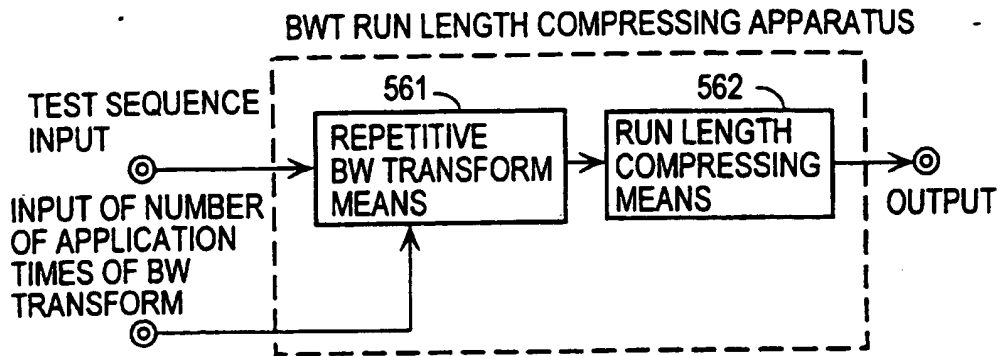 BWT RUN LENGTH COMPRESSING APPARATUS
TEST SEQUENCE
INPUT
561
REPETITIVE
BW TRANSFORM
MEANS
562
RUN LENGTH
COMPRESSING
MEANS
OUTPUT
INPUT OF NUMBER
OF APPLICATION
TIMES OF BW
TRANSFORM